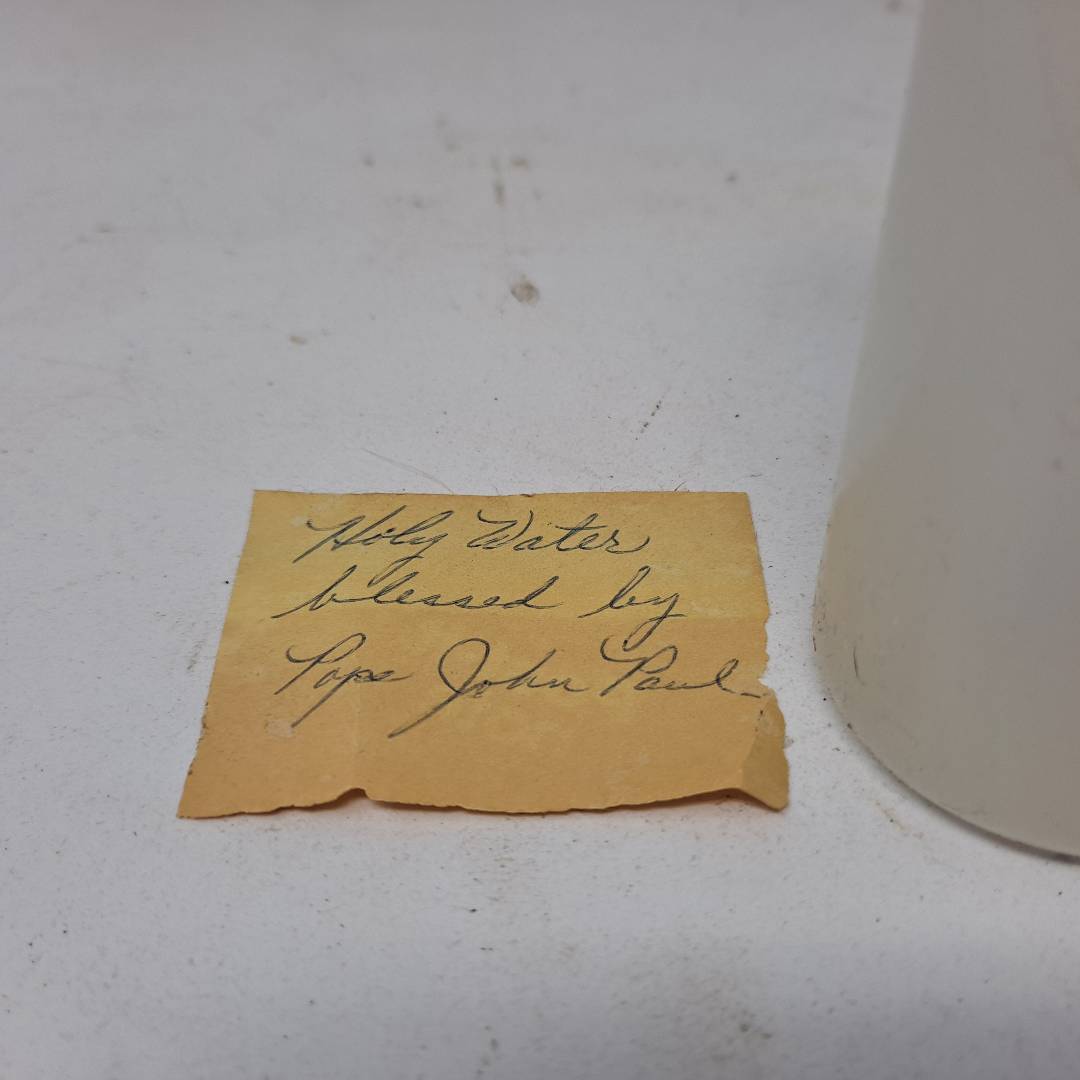 Holy Water
blessed by
Pope John Paul